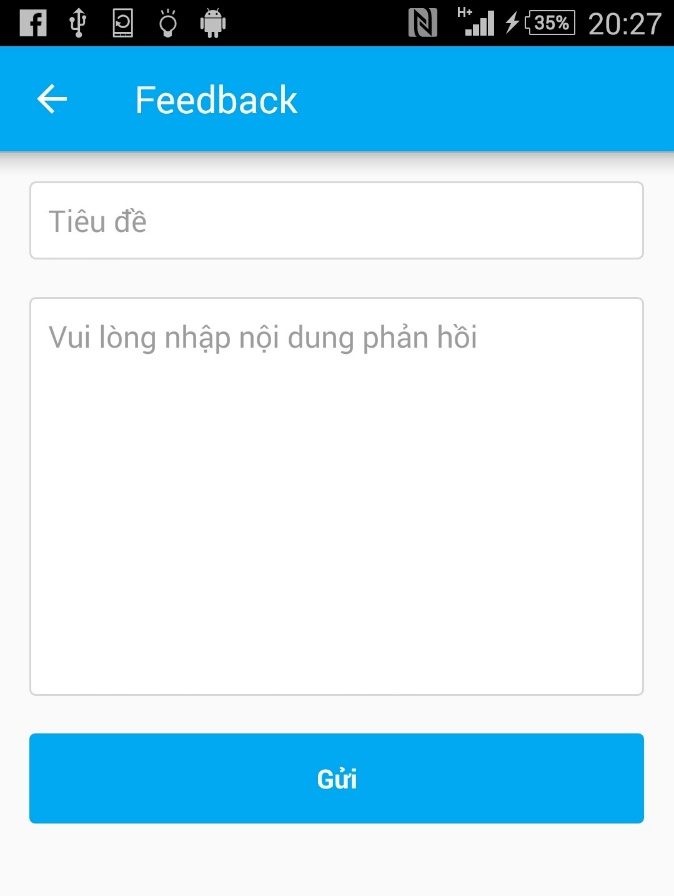 H+ 35% 20:27
Feedback
Tiêu đề
Vui lòng nhập nội dung phản hồi
Gửi